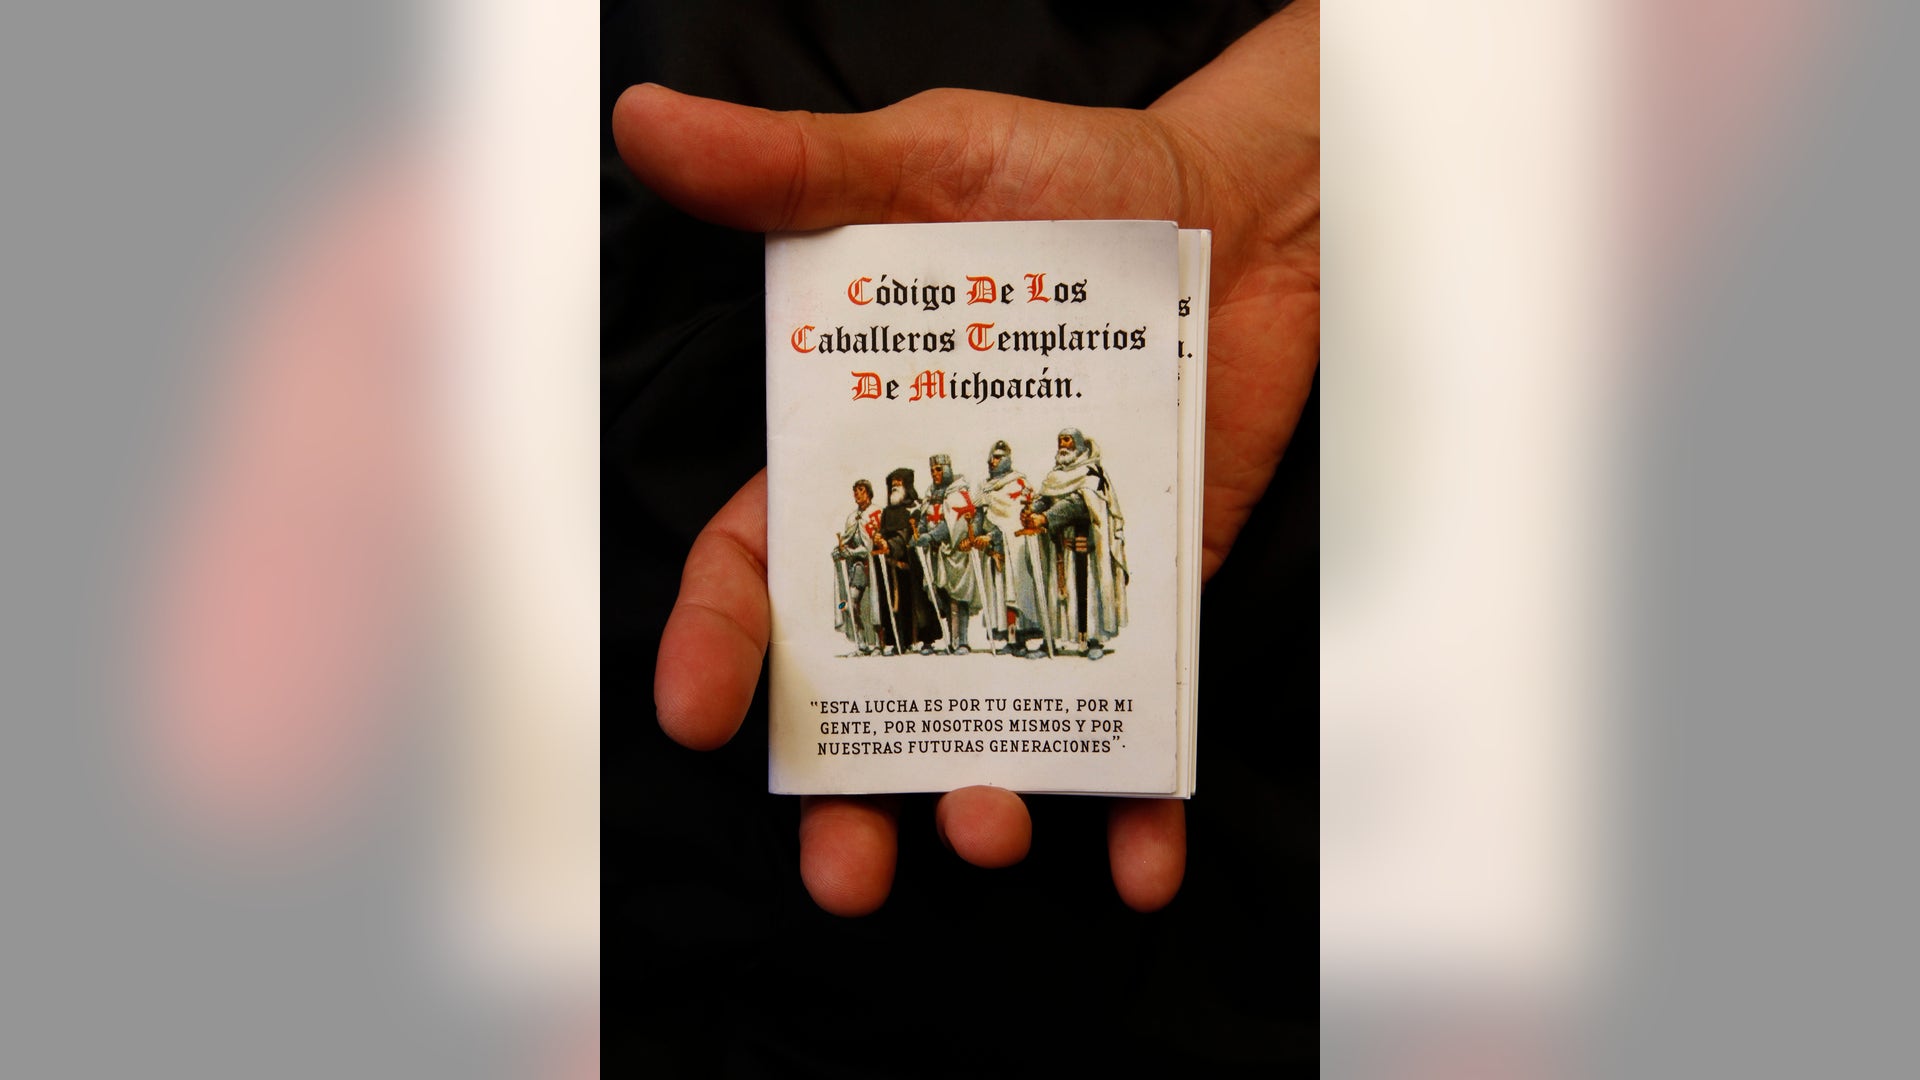 Código De Los
Caballeros Templarios
De Michoacán.
"ESTA LUCHA ES POR TU GENTE, POR MI
GENTE, POR NOSOTROS MISMOS Y POR
NUESTRAS FUTURAS GENERACIONES".